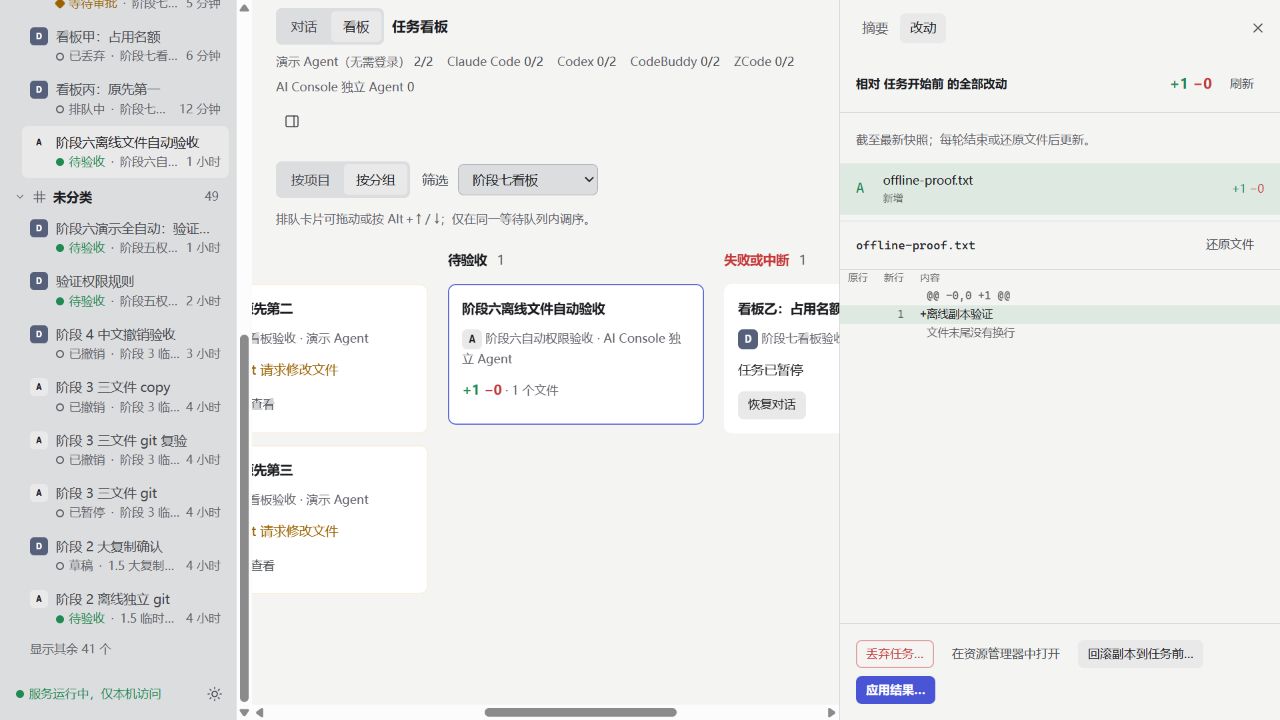 等待审批 · 阶段七… 5 分钟
D 看板甲：占用名额
已丢弃 · 阶段七看… 6 分钟
D 看板丙：原先第一
排队中 · 阶段七… 12 分钟
A 阶段六离线文件自动验收
待验收 · 阶段六自… 1 小时
未分类 49
D 阶段六演示全自动：验证…
待验收 · 阶段五权… 1 小时
D 验证权限规则
待验收 · 阶段五权… 2 小时
D 阶段 4 中文撤销验收
已撤销 · 阶段 3 临… 3 小时
A 阶段 3 三文件 copy
已撤销 · 阶段 3 临… 4 小时
A 阶段 3 三文件 git 复验
已撤销 · 阶段 3 临… 4 小时
A 阶段 3 三文件 git
已暂停 · 阶段 3 临… 4 小时
D 阶段 2 大复制确认
草稿 · 1.5 大复制… 4 小时
A 阶段 2 离线独立 git
待验收 · 1.5 临时… 4 小时
显示其余 41 个
服务运行中，仅本机访问
对话 看板 任务看板
演示 Agent（无需登录） 2/2 Claude Code 0/2 Codex 0/2 CodeBuddy 0/2 ZCode 0/2
AI Console 独立 Agent 0
按项目 按分组 筛选 阶段七看板
排队卡片可拖动或按 Alt +↑/↓；仅在同一等待队列内调序。
先第二
看板验收 · 演示 Agent
t 请求修改文件
查看
先第三
看板验收 · 演示 Agent
t 请求修改文件
查看
待验收 1
阶段六离线文件自动验收
A 阶段六自动权限验收 · AI Console 独
立 Agent
+1 −0 · 1 个文件
失败或中断 1
看板乙：占用名额
D 阶段七看板验收
任务已暂停
恢复对话
摘要 改动
相对 任务开始前 的全部改动 +1 −0 刷新
截至最新快照；每轮结束或还原文件后更新。
A offline-proof.txt +1 −0
新增
offline-proof.txt 还原文件
原行 新行 内容
@@ -0,0 +1 @@
1 +离线副本验证
文件末尾没有换行
丢弃任务… 在资源管理器中打开 回滚副本到任务前…
应用结果…